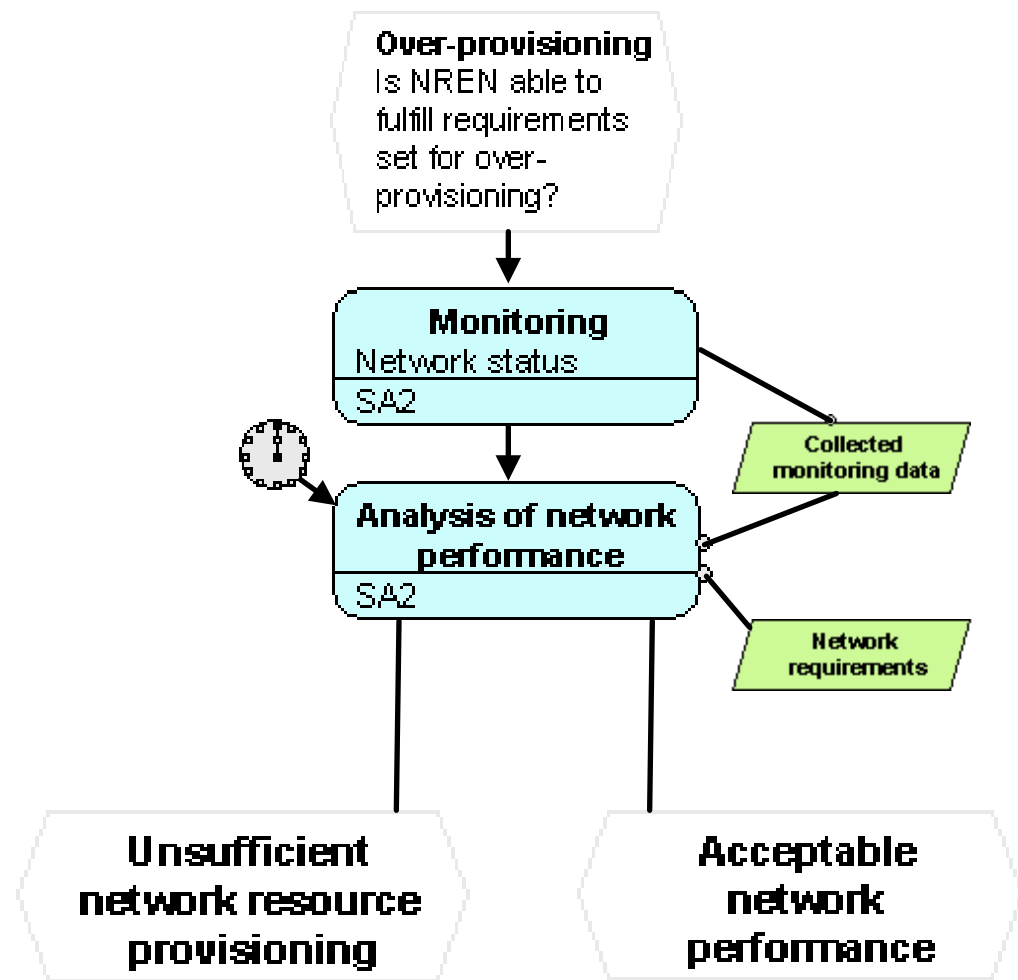 Over-provisioning
Is NREN able to
fulfill requirements
set for over-
provisioning?
Monitoring
Network status
SA2
Collected
monitoring data
Analysis of network
performance
SA2
Network
requirements
Unsufficient
network resource
provisioning
Acceptable
network
performance